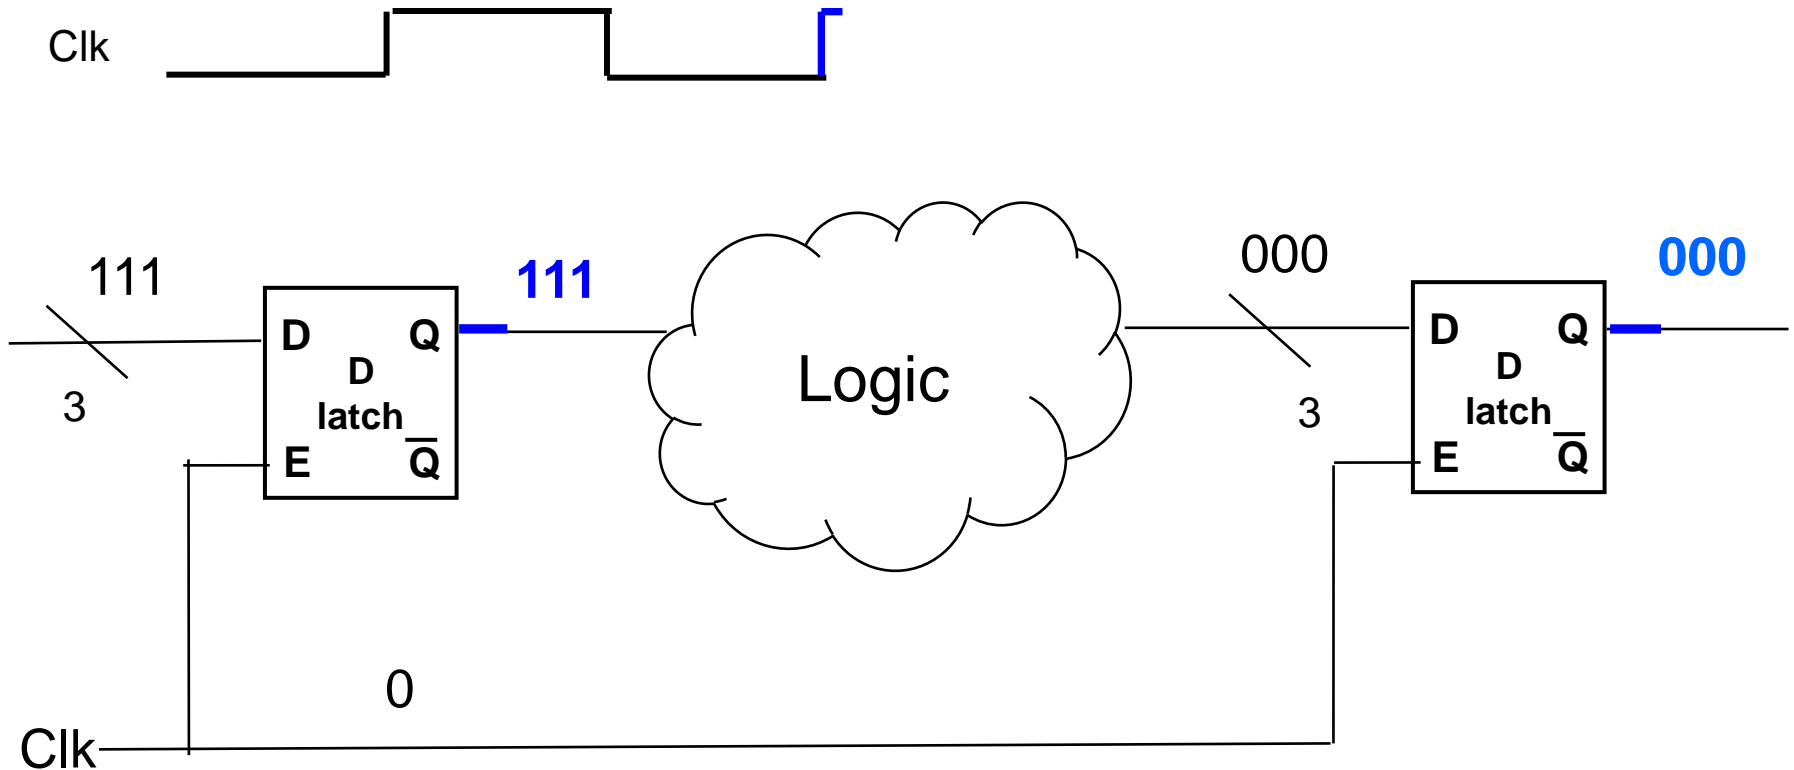 Clk
111
3
D Q
D
latch
E Q
111
Logic
000
3
D Q
D
latch
E Q
000
0
Clk